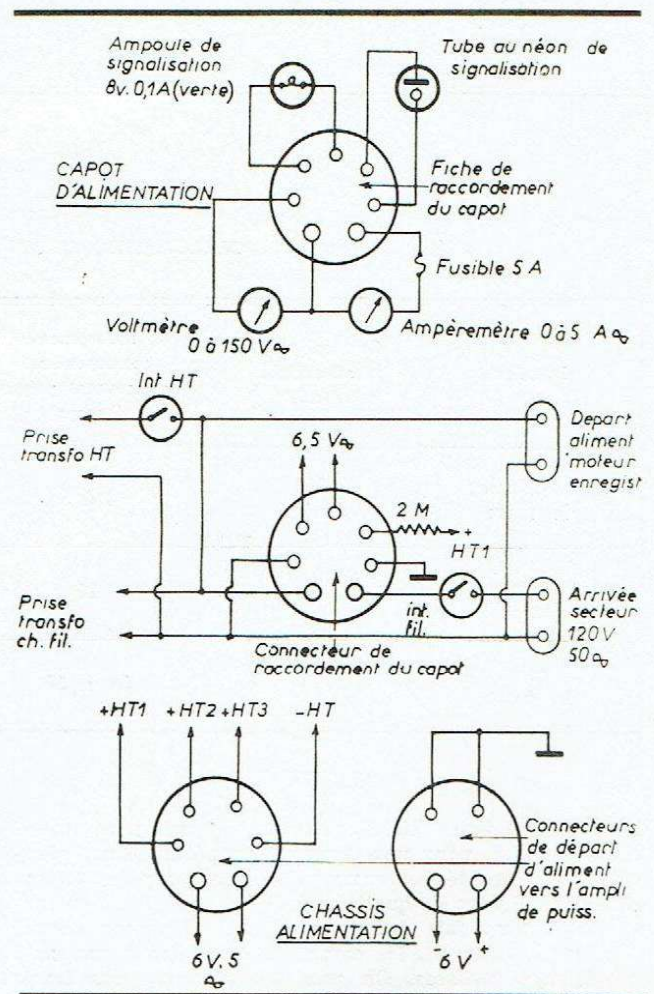 Ampoule de
signalisation
8v. 0,1A (verte)
Tube au néon de
signalisation
CAPOT
D'ALIMENTATION
Fiche de
raccordement
du capot
Fusible 5 A
Voltmètre
0 à 150 V∿
Ampèremètre 0 à 5 A∿
Int HT
Prise
transfo HT
6,5 V∿
Depart
aliment
moteur
enregist
2 M
+
HT1
Prise
transfo
ch. fil.
int.
fil.
Arrivée
secteur
120 V
50∿
Connecteur de
raccordement du capot
+HT1 +HT2 +HT3 -HT
Connecteurs
de départ
d'aliment
vers l'ampli
de puiss.
CHASSIS
ALIMENTATION
6V.5
∿
- 6V +